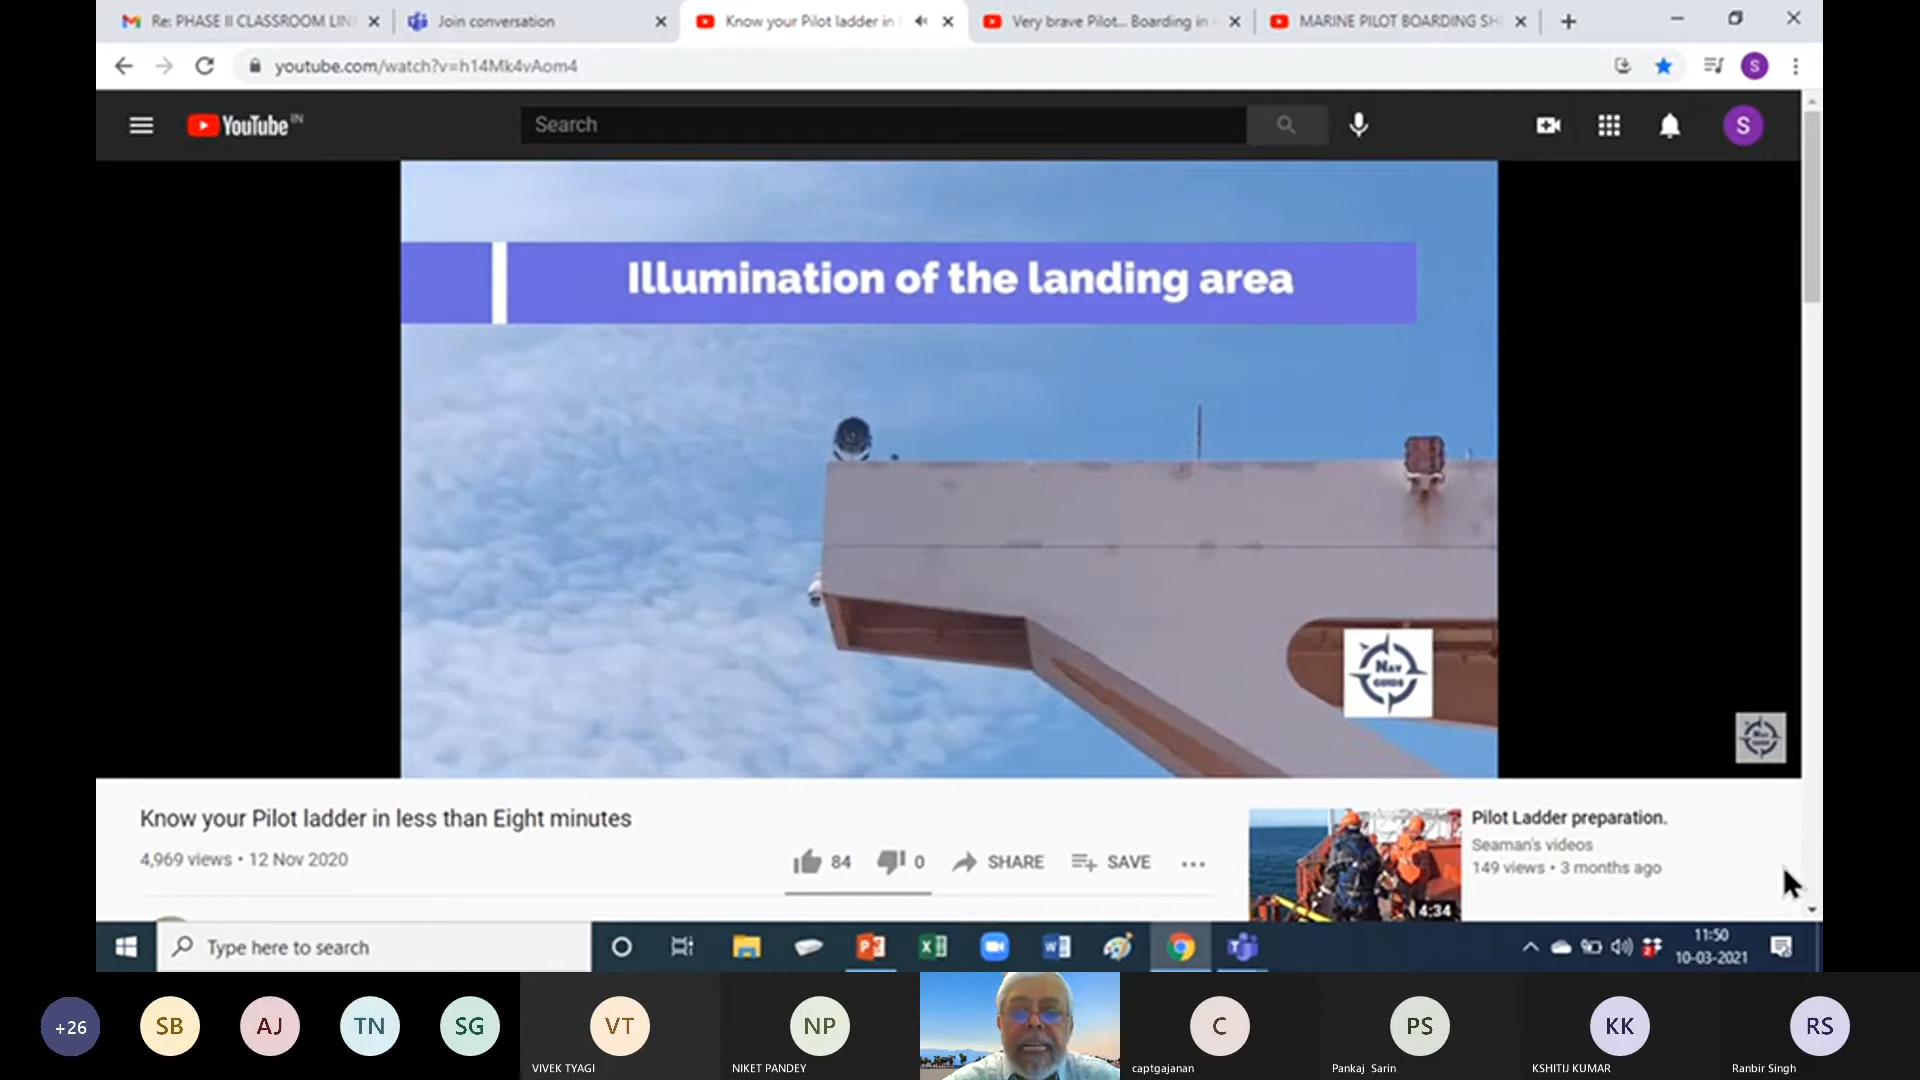 Re: PHASE II CLASSROOM LIN
Join conversation
Know your Pilot ladder in
Very brave Pilot... Boarding in
MARINE PILOT BOARDING SH
youtube.com/watch?v=h14Mk4vAom4
S
YouTube IN
Search
S
Illumination of the landing area
NAV
GUIDE
Know your Pilot ladder in less than Eight minutes
4,969 views • 12 Nov 2020
84
0
SHARE
SAVE
Pilot Ladder preparation.
Seaman's videos
149 views • 3 months ago
4:34
Type here to search
11:50
10-03-2021
+26
SB
AJ
TN
SG
VT
VIVEK TYAGI
NP
NIKET PANDEY
C
captgajanan
PS
Pankaj Sarin
KK
KSHITIJ KUMAR
RS
Ranbir Singh